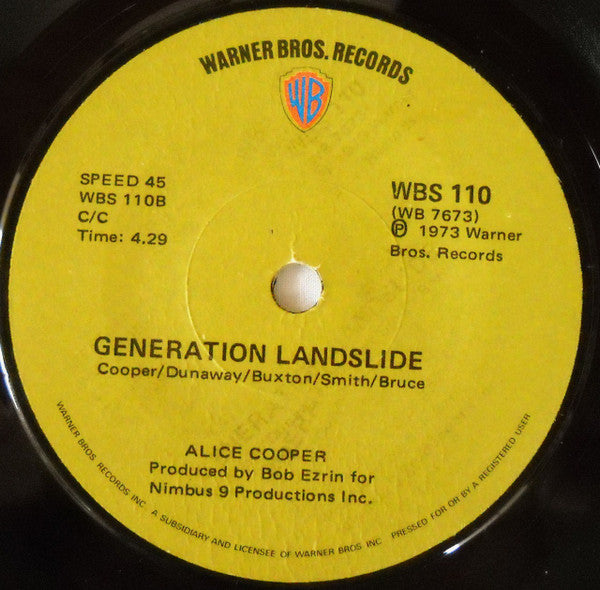 WARNER BROS. RECORDS
WB
SPEED 45
WBS 110B
C/C
Time: 4.29
WBS 110
(WB 7673)
Ⓟ 1973 Warner
Bros. Records
GENERATION LANDSLIDE
Cooper/Dunaway/Buxton/Smith/Bruce
ALICE COOPER
Produced by Bob Ezrin for
Nimbus 9 Productions Inc.
WARNER BROS. RECORDS INC. A SUBSIDIARY AND LICENSEE OF WARNER BROS INC PRESSED FOR OR BY A REGISTERED USER